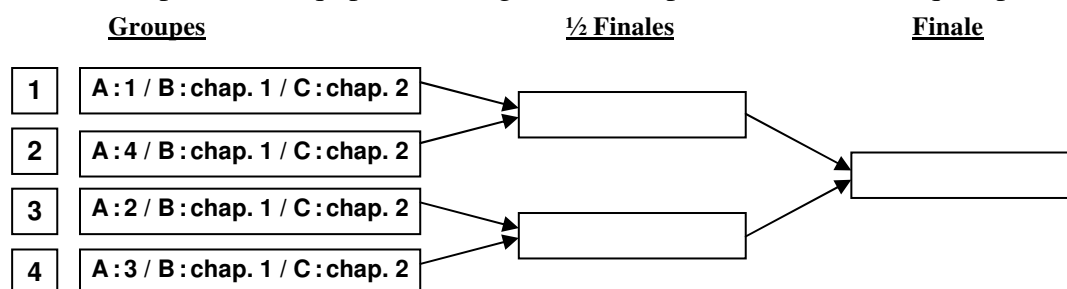 Groupes ½ Finales Finale
1 A : 1 / B : chap. 1 / C : chap. 2
2 A : 4 / B : chap. 1 / C : chap. 2
3 A : 2 / B : chap. 1 / C : chap. 2
4 A : 3 / B : chap. 1 / C : chap. 2